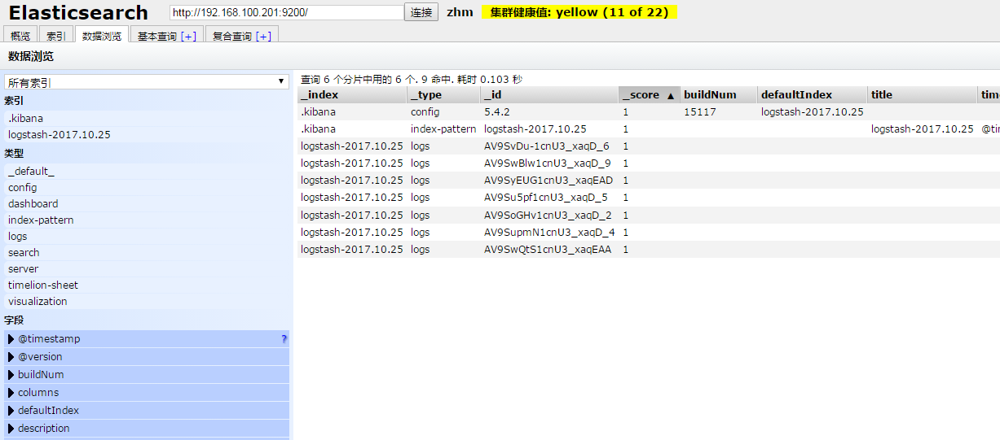 Elasticsearch http://192.168.100.201:9200/ 连接 zhm 集群健康值: yellow (11 of 22)
概览 索引 数据浏览 基本查询 [+] 复合查询 [+]
数据浏览
所有索引
索引
.kibana
logstash-2017.10.25
类型
_default_
config
dashboard
index-pattern
logs
search
server
timelion-sheet
visualization
字段
@timestamp ?
@version
buildNum
columns
defaultIndex
description
查询 6 个分片中用的 6 个. 9 命中. 耗时 0.103 秒
_index _type _id _score ▲ buildNum defaultIndex title
.kibana config 5.4.2 1 15117 logstash-2017.10.25
.kibana index-pattern logstash-2017.10.25 1 logstash-2017.10.25
logstash-2017.10.25 logs AV9SvDu-1cnU3_xaqD_6 1
logstash-2017.10.25 logs AV9SwBlw1cnU3_xaqD_9 1
logstash-2017.10.25 logs AV9SyEUG1cnU3_xaqEAD 1
logstash-2017.10.25 logs AV9Su5pf1cnU3_xaqD_5 1
logstash-2017.10.25 logs AV9SoGHv1cnU3_xaqD_2 1
logstash-2017.10.25 logs AV9SupmN1cnU3_xaqD_4 1
logstash-2017.10.25 logs AV9SwQtS1cnU3_xaqEAA 1